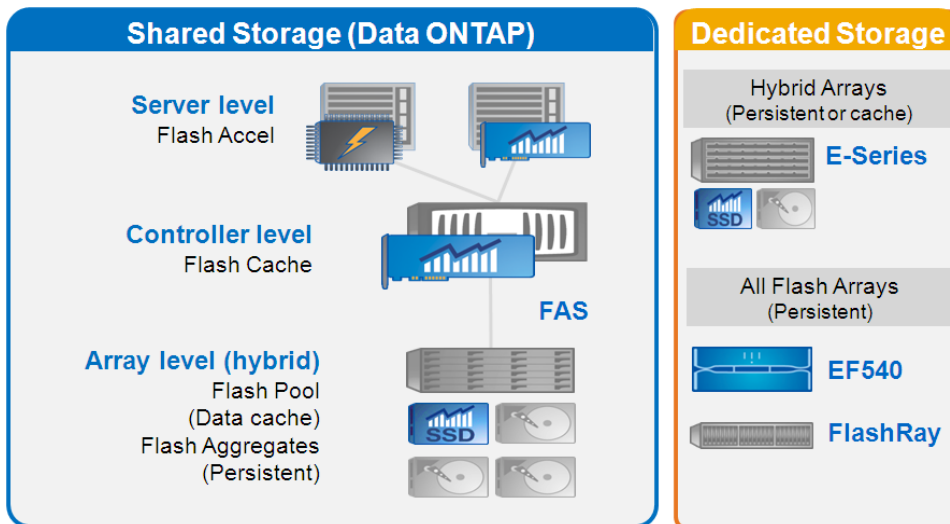 Shared Storage (Data ONTAP)
Server level
Flash Accel
Controller level
Flash Cache
FAS
Array level (hybrid)
Flash Pool
(Data cache)
Flash Aggregates
(Persistent)
SSD
Dedicated Storage
Hybrid Arrays
(Persistent or cache)
E-Series
SSD
All Flash Arrays
(Persistent)
EF540
FlashRay